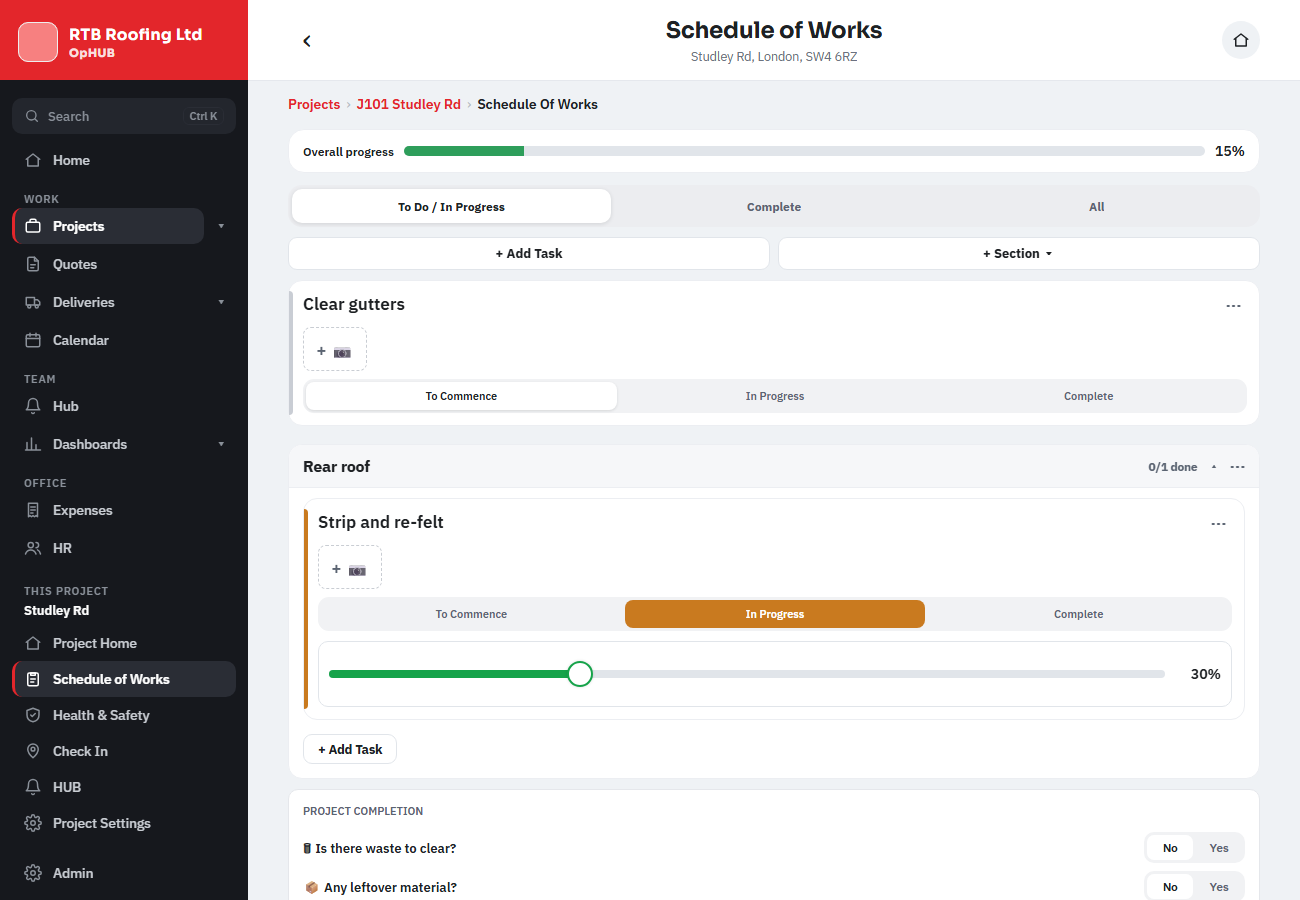 RTB Roofing Ltd
OpHUB
Search Ctrl K
Home
WORK
Projects
Quotes
Deliveries
Calendar
TEAM
Hub
Dashboards
OFFICE
Expenses
HR
THIS PROJECT
Studley Rd
Project Home
Schedule of Works
Health & Safety
Check In
HUB
Project Settings
Admin
Schedule of Works
Studley Rd, London, SW4 6RZ
Projects › J101 Studley Rd › Schedule Of Works
Overall progress 15%
To Do / In Progress Complete All
+ Add Task + Section
Clear gutters
+
To Commence In Progress Complete
Rear roof 0/1 done
Strip and re-felt
+
To Commence In Progress Complete
30%
+ Add Task
PROJECT COMPLETION
Is there waste to clear? No Yes
Any leftover material? No Yes